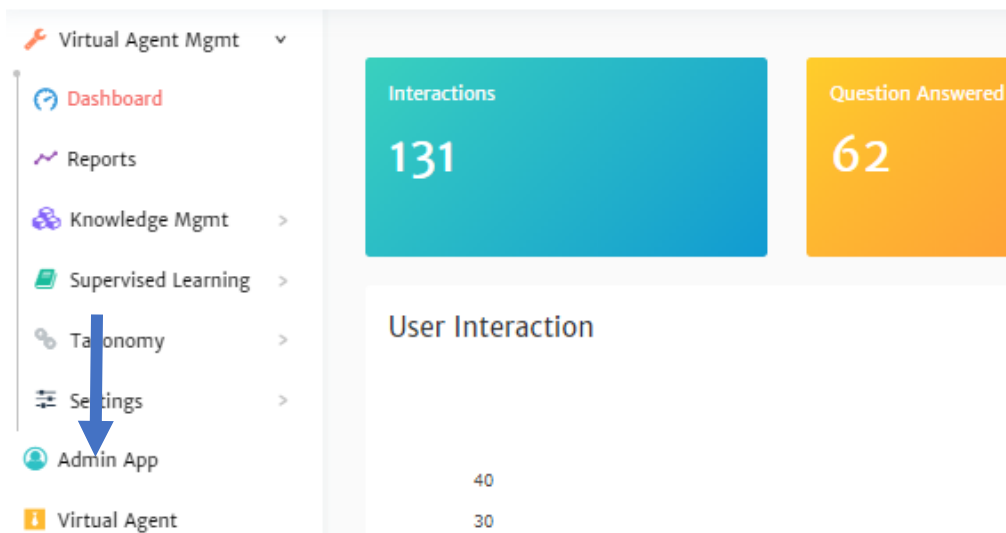 Virtual Agent Mgmt
Dashboard
Reports
Knowledge Mgmt
Supervised Learning
Taxonomy
Settings
Admin App
Virtual Agent
Interactions
131
Question Answered
62
User Interaction
40
30